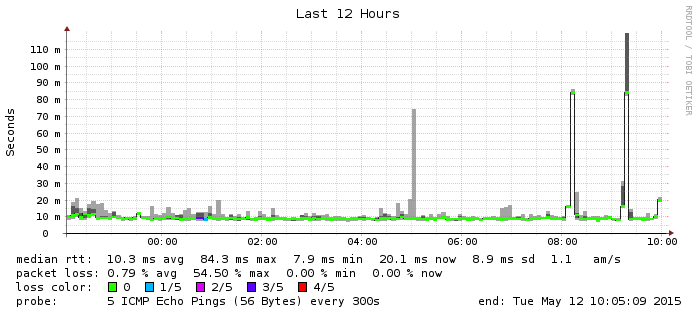 Last 12 Hours
RRDTOOL / TOBI OETIKER
Seconds
110 m
100 m
90 m
80 m
70 m
60 m
50 m
40 m
30 m
20 m
10 m
0
00:00 02:00 04:00 06:00 08:00 10:00
median rtt: 10.3 ms avg 84.3 ms max 7.9 ms min 20.1 ms now 8.9 ms sd 1.1 am/s
packet loss: 0.79 % avg 54.50 % max 0.00 % min 0.00 % now
loss color: 0 1/5 2/5 3/5 4/5
probe: 5 ICMP Echo Pings (56 Bytes) every 300s end: Tue May 12 10:05:09 2015